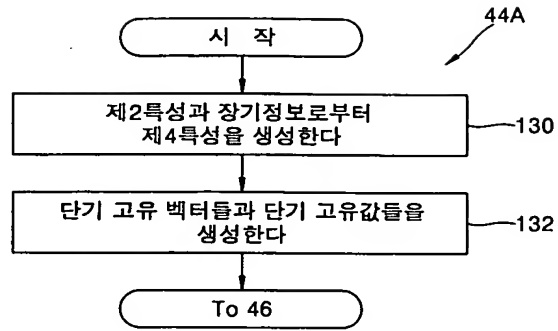 44A
시 작
제2특성과 장기정보로부터
제4특성을 생성한다
130
단기 고유 벡터들과 단기 고유값들을
생성한다
132
To 46